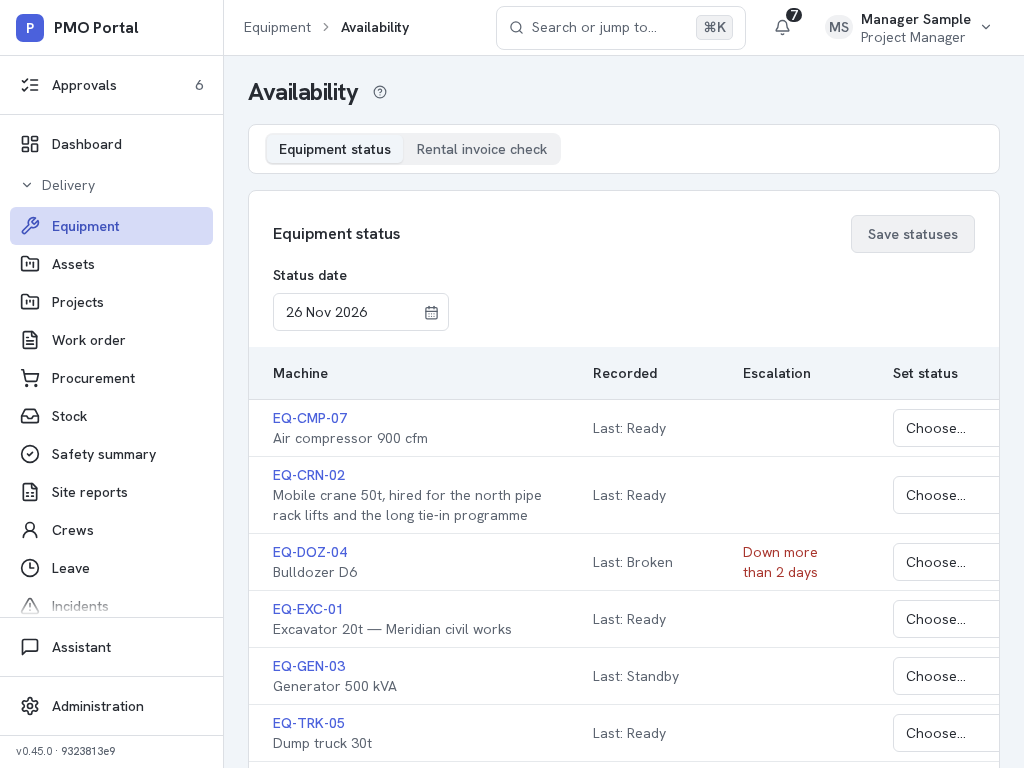 P PMO Portal
Equipment > Availability
Search or jump to... ⌘K
7
MS
Manager Sample
Project Manager
Approvals 6
Dashboard
Delivery
Equipment
Assets
Projects
Work order
Procurement
Stock
Safety summary
Site reports
Crews
Leave
Incidents
Assistant
Administration
v0.45.0 · 9323813e9
Availability
Equipment status Rental invoice check
Equipment status
Save statuses
Status date
26 Nov 2026
Machine Recorded Escalation Set status
EQ-CMP-07
Air compressor 900 cfm
Last: Ready
Choose...
EQ-CRN-02
Mobile crane 50t, hired for the north pipe
rack lifts and the long tie-in programme
Last: Ready
Choose...
EQ-DOZ-04
Bulldozer D6
Last: Broken
Down more
than 2 days
Choose...
EQ-EXC-01
Excavator 20t — Meridian civil works
Last: Ready
Choose...
EQ-GEN-03
Generator 500 kVA
Last: Standby
Choose...
EQ-TRK-05
Dump truck 30t
Last: Ready
Choose...